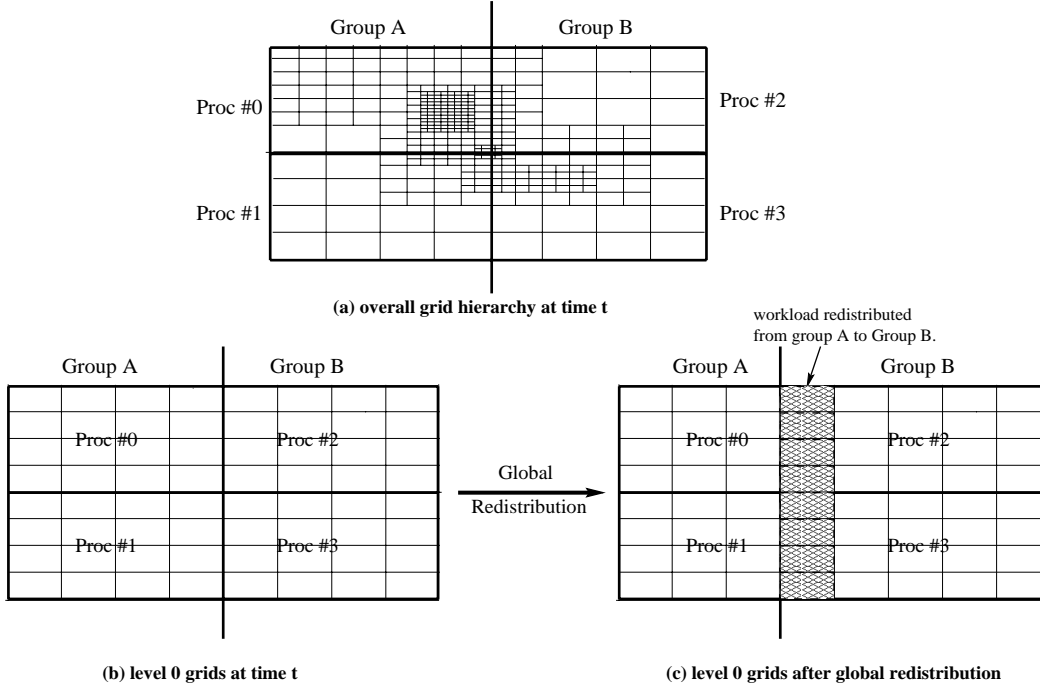 Group A
Group B
Proc #0
Proc #2
Proc #1
Proc #3
(a) overall grid hierarchy at time t
workload redistributed
from group A to Group B.
Group A
Group B
Proc #0
Proc #2
Proc #1
Proc #3
Global
Redistribution
Group A
Group B
Proc #0
Proc #2
Proc #1
Proc #3
(b) level 0 grids at time t
(c) level 0 grids after global redistribution